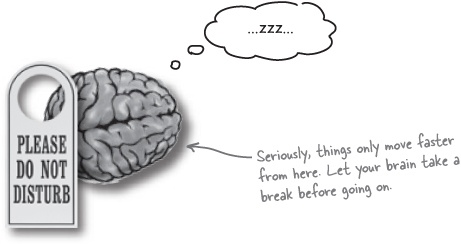 ...ZZZ...
PLEASE
DO NOT
DISTURB
Seriously, things only move faster
from here. Let your brain take a
break before going on.